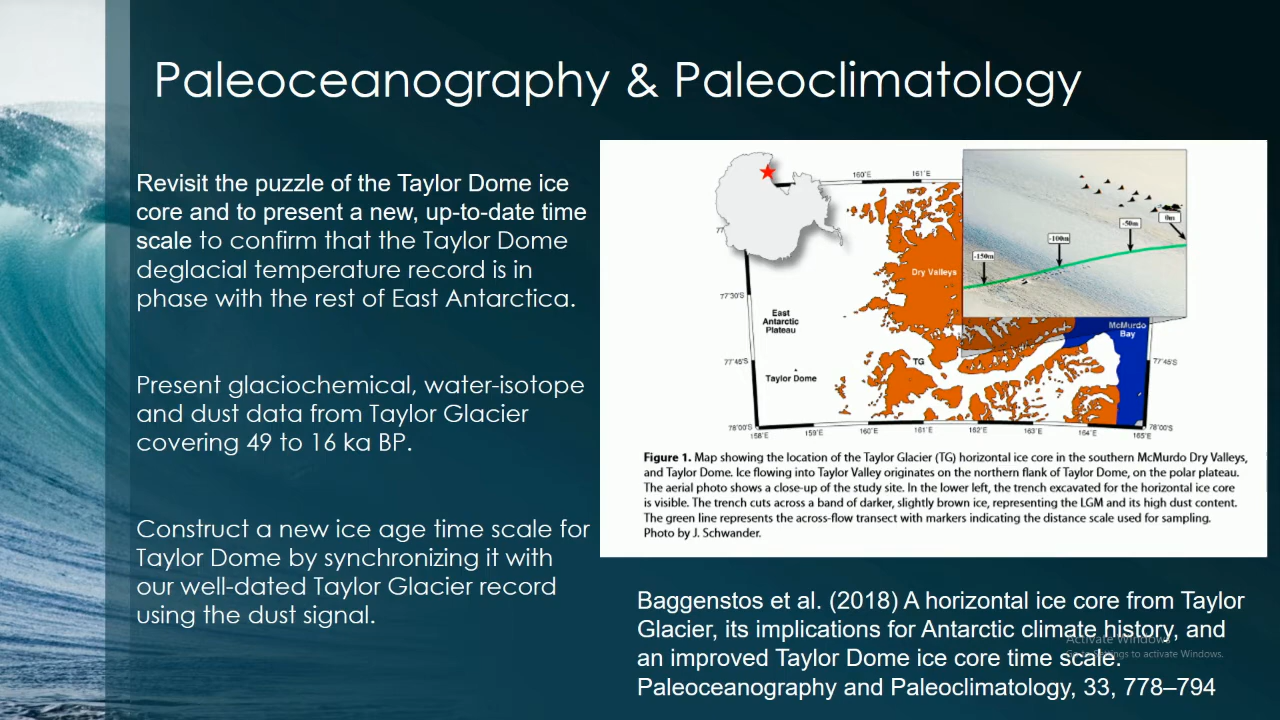 Paleoceanography & Paleoclimatology
Revisit the puzzle of the Taylor Dome ice
core and to present a new, up-to-date time
scale to confirm that the Taylor Dome
deglacial temperature record is in
phase with the rest of East Antarctica.
Present glaciochemical, water-isotope
and dust data from Taylor Glacier
covering 49 to 16 ka BP.
Construct a new ice age time scale for
Taylor Dome by synchronizing it with
our well-dated Taylor Glacier record
using the dust signal.
160˚E
161˚E
0m
-50m
-100m
-150m
77
Dry Valleys
77˚30'S
East
Antarctic
Plateau
McMurdo
Bay
77˚45'S
TG
77˚45'S
Taylor Dome
78˚00'S
78˚00'S
158˚E
159˚E
160˚E
161˚E
162˚E
163˚E
164˚E
165˚E
Figure 1. Map showing the location of the Taylor Glacier (TG) horizontal ice core in the southern McMurdo Dry Valleys,
and Taylor Dome. Ice flowing into Taylor Valley originates on the northern flank of Taylor Dome, on the polar plateau.
The aerial photo shows a close-up of the study site. In the lower left, the trench excavated for the horizontal ice core
is visible. The trench cuts across a band of darker, slightly brown ice, representing the LGM and its high dust content.
The green line represents the across-flow transect with markers indicating the distance scale used for sampling.
Photo by J. Schwander.
Baggenstos et al. (2018) A horizontal ice core from Taylor
Glacier, its implications for Antarctic climate history, and
an improved Taylor Dome ice core time scale.
Paleoceanography and Paleoclimatology, 33, 778–794
Activate Windows
Go to Settings to activate Windows.